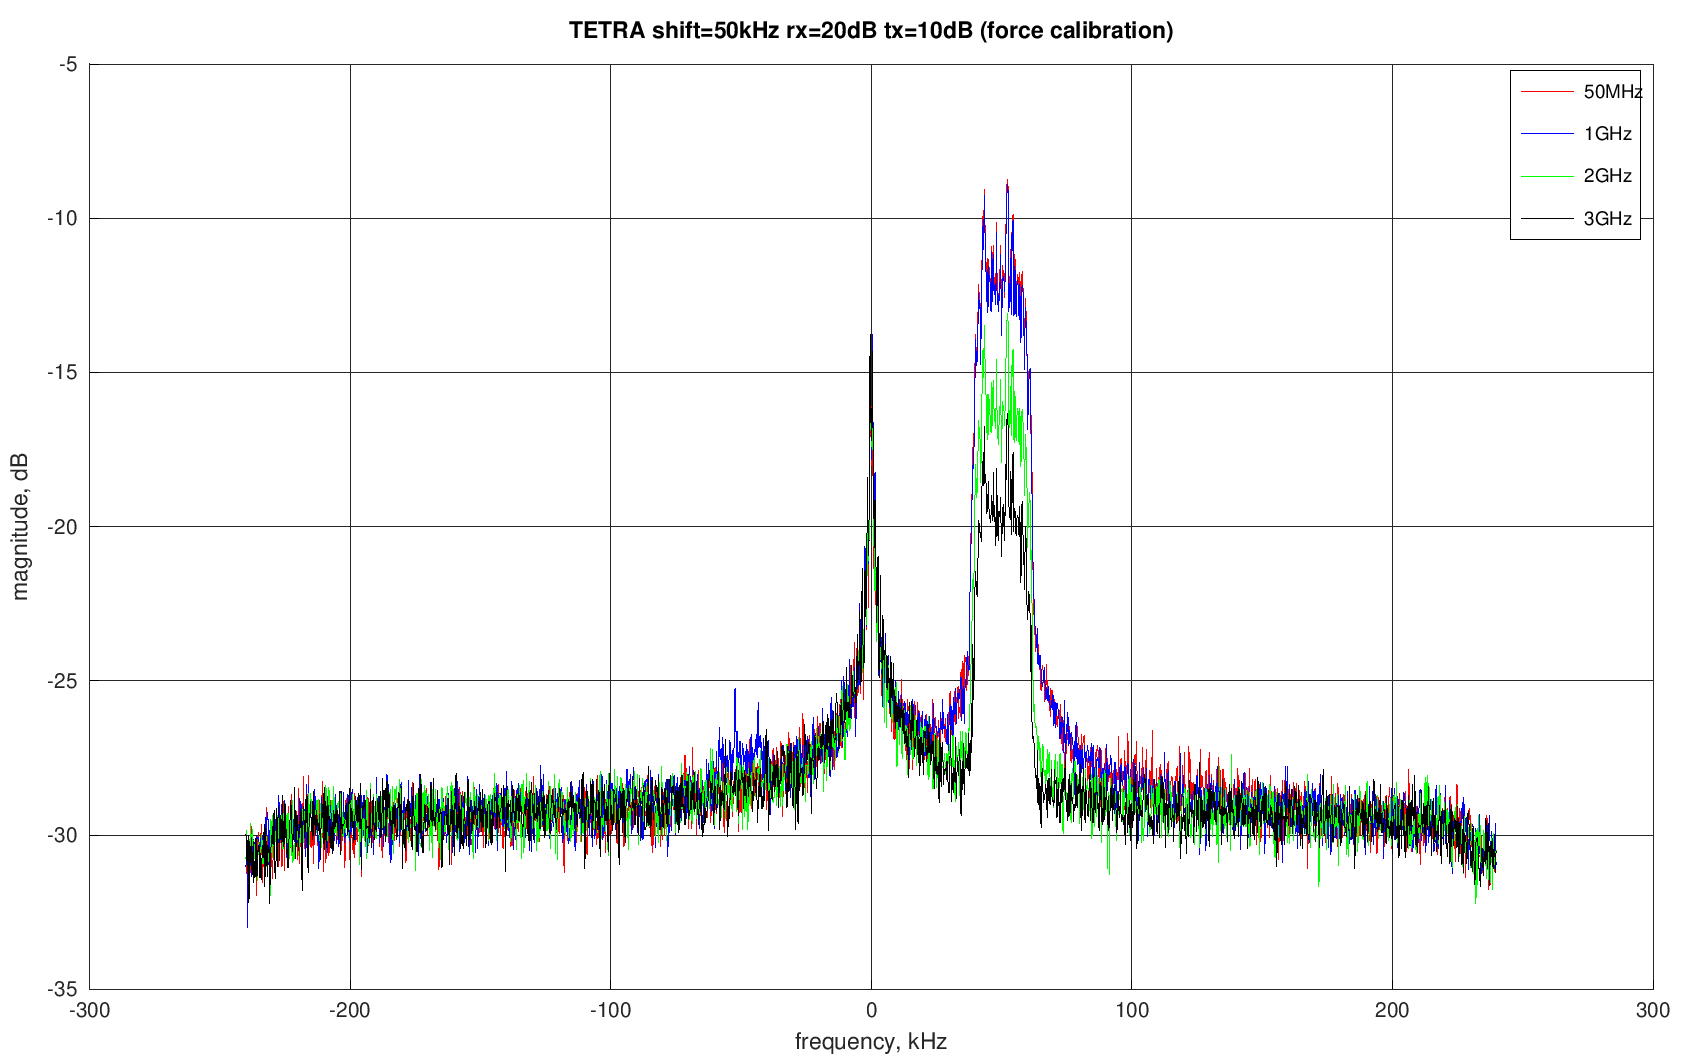 TETRA shift=50kHz rx=20dB tx=10dB (force calibration)
-5
-10
-15
-20
-25
-30
-35
-300
-200
-100
0
100
200
300
magnitude, dB
frequency, kHz
50MHz
1GHz
2GHz
3GHz